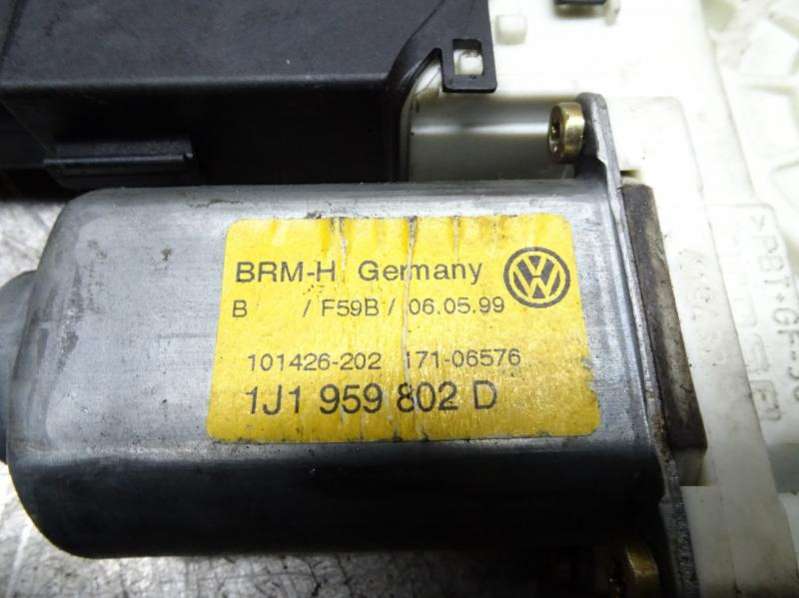 BRM-H Germany
B / F59B / 06.05.99
101426-202 171-06576
1J1 959 802 D
>PBT+GF-30